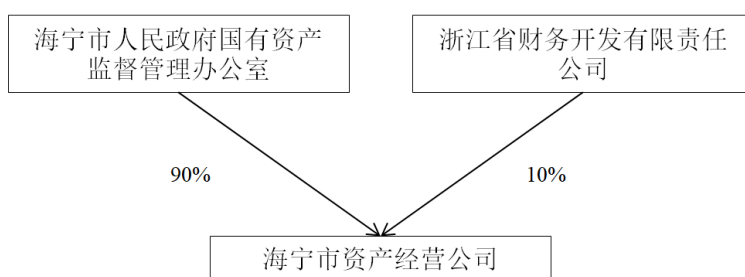 海宁市人民政府国有资产
监督管理办公室
浙江省财务开发有限责任
公司
90%
10%
海宁市资产经营公司